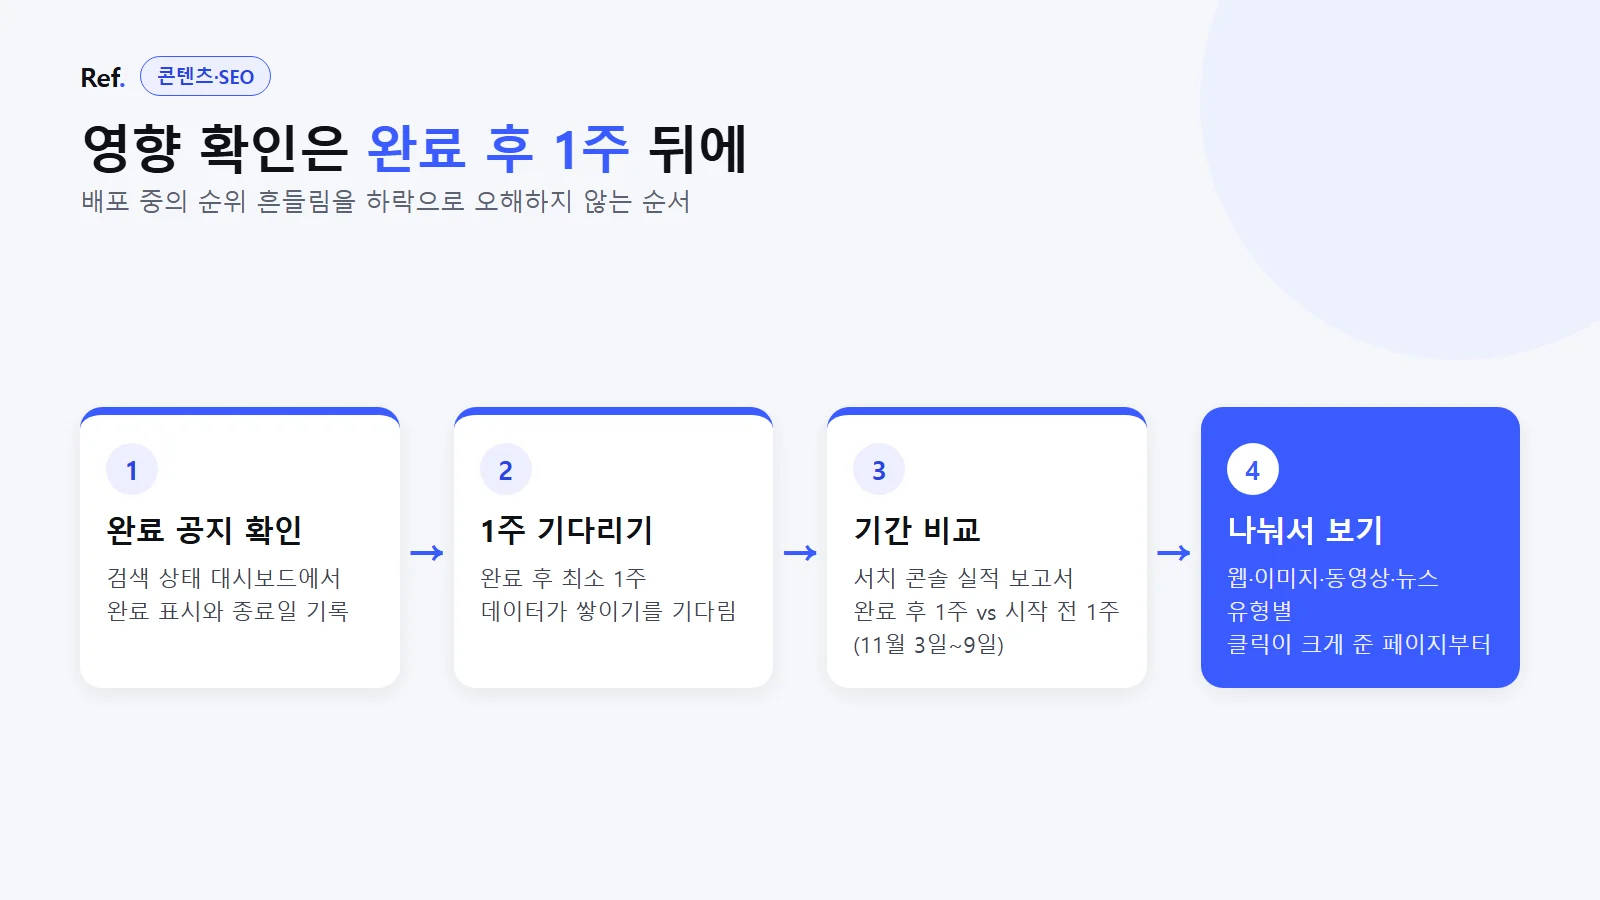 Ref. 콘텐츠·SEO
영향 확인은 완료 후 1주 뒤에
배포 중의 순위 흔들림을 하락으로 오해하지 않는 순서
1
완료 공지 확인
검색 상태 대시보드에서
완료 표시와 종료일 기록
→
2
1주 기다리기
완료 후 최소 1주
데이터가 쌓이기를 기다림
→
3
기간 비교
서치 콘솔 실적 보고서
완료 후 1주 vs 시작 전 1주
(11월 3일~9일)
→
4
나눠서 보기
웹·이미지·동영상·뉴스
유형별
클릭이 크게 준 페이지부터